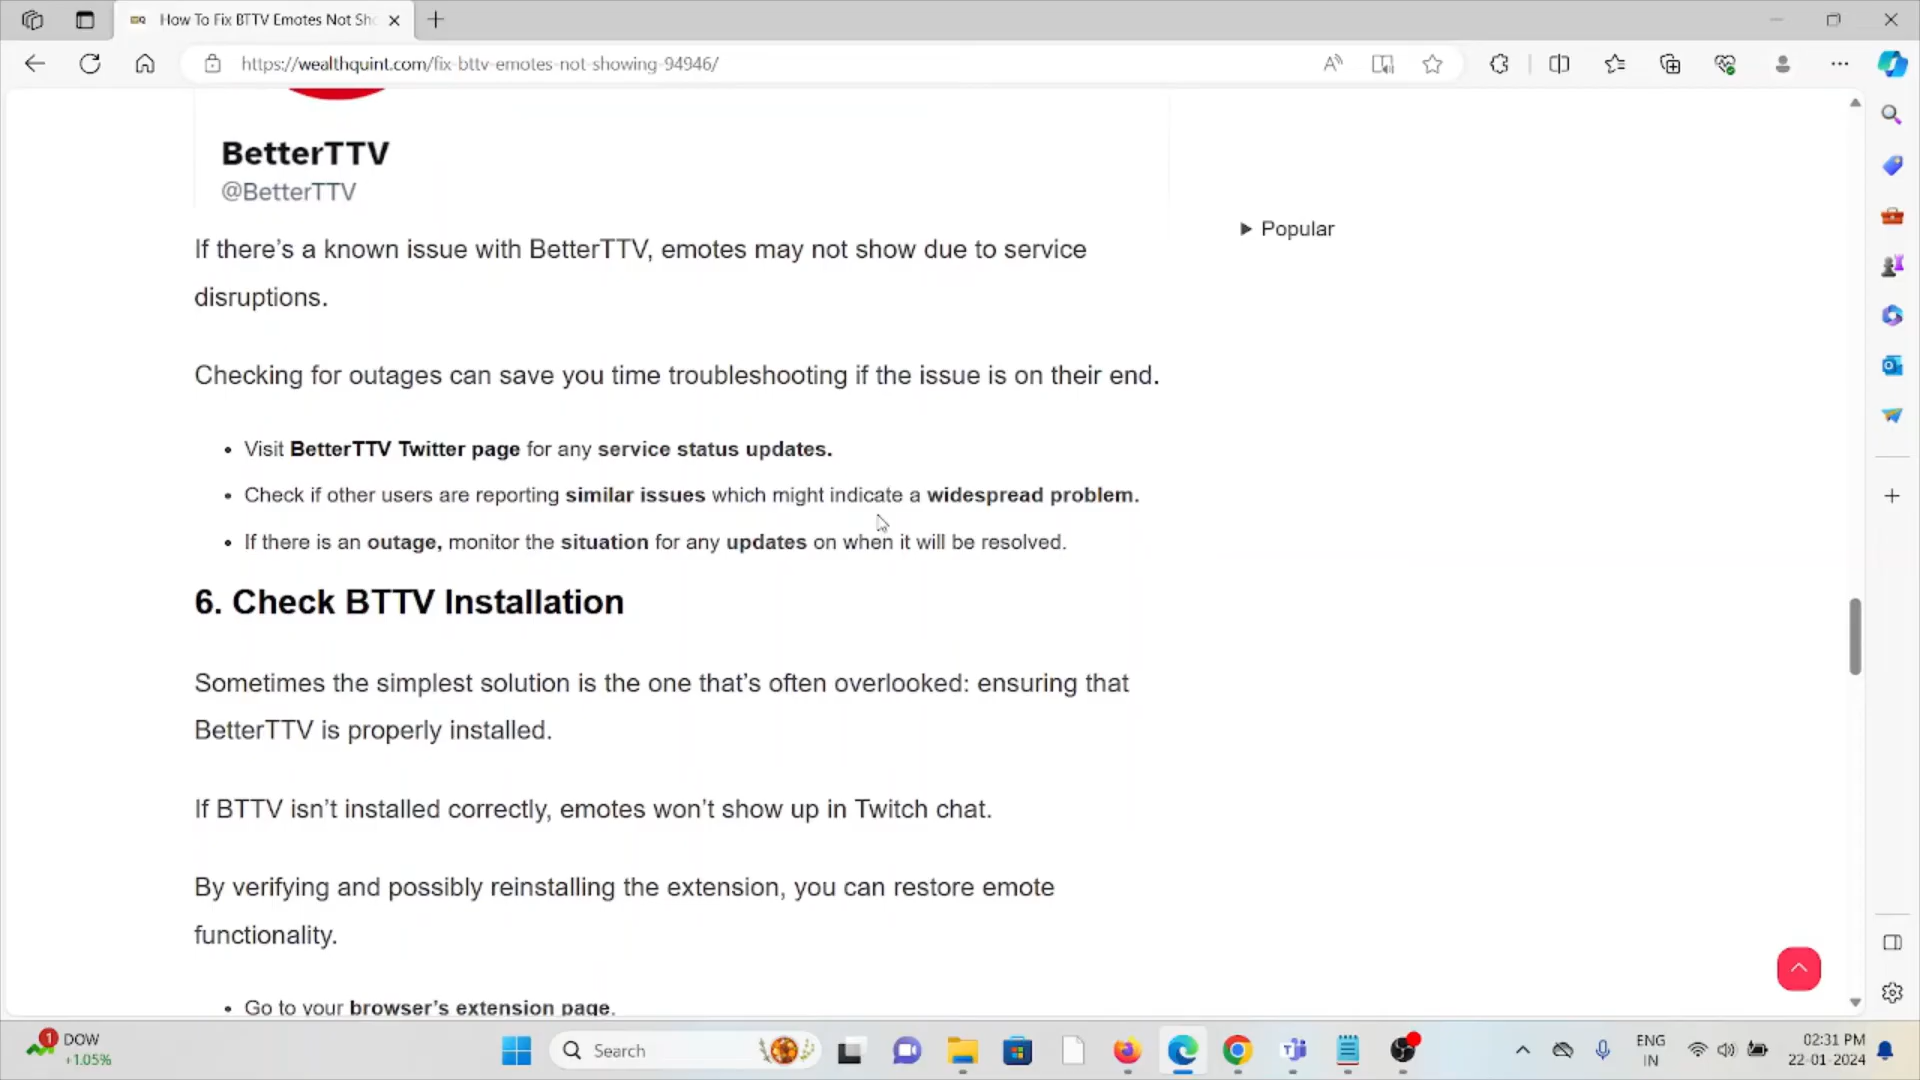 How To Fix BTTV Emotes Not Sho
https://wealthquint.com/fix-bttv-emotes-not-showing-94946/
BetterTTV
@BetterTTV
If there’s a known issue with BetterTTV, emotes may not show due to service
disruptions.
Popular
Checking for outages can save you time troubleshooting if the issue is on their end.
• Visit BetterTTV Twitter page for any service status updates.
• Check if other users are reporting similar issues which might indicate a widespread problem.
• If there is an outage, monitor the situation for any updates on when it will be resolved.
6. Check BTTV Installation
Sometimes the simplest solution is the one that’s often overlooked: ensuring that
BetterTTV is properly installed.
If BTTV isn’t installed correctly, emotes won’t show up in Twitch chat.
By verifying and possibly reinstalling the extension, you can restore emote
functionality.
• Go to your browser’s extension page.
1
DOW
+1.05%
Search
ENG
IN
02:31 PM
22-01-2024